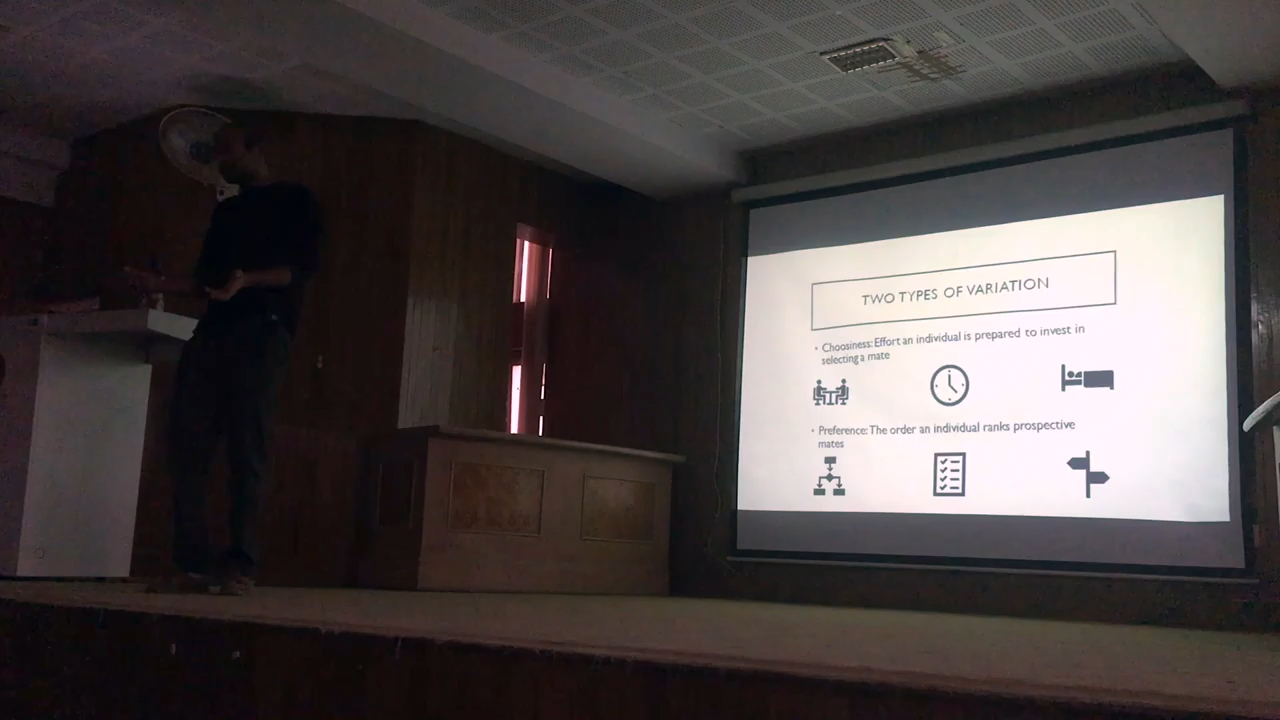 TWO TYPES OF VARIATION
• Choosiness: Effort an individual is prepared to invest in
selecting a mate
• Preference: The order an individual ranks prospective
mates